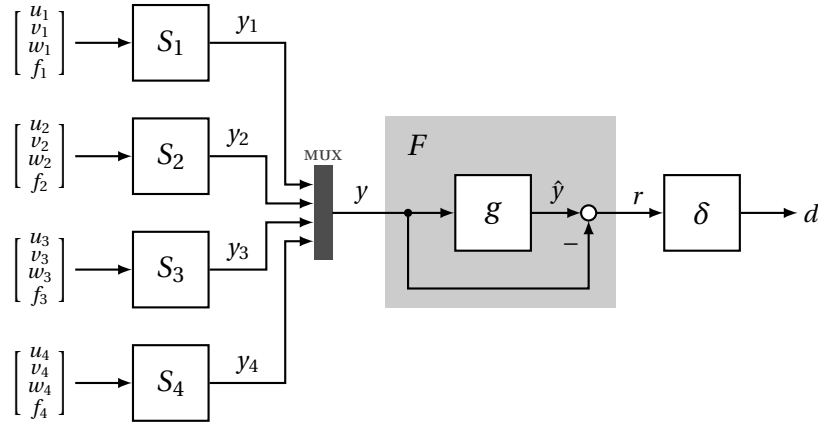 u₁
v₁
w₁
f₁
S₁
y₁
u₂
v₂
w₂
f₂
S₂
y₂
MUX
u₃
v₃
w₃
f₃
S₃
y₃
u₄
v₄
w₄
f₄
S₄
y₄
y
F
g
ŷ
−
r
δ
d